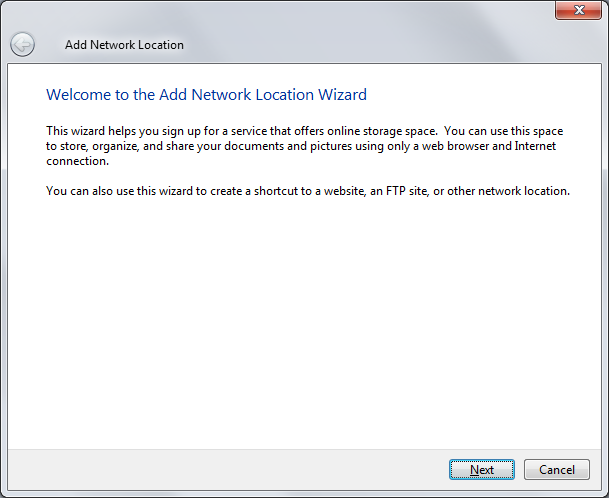 Add Network Location
Welcome to the Add Network Location Wizard
This wizard helps you sign up for a service that offers online storage space.  You can use this space
to store, organize, and share your documents and pictures using only a web browser and Internet
connection.
You can also use this wizard to create a shortcut to a website, an FTP site, or other network location.
Next
Cancel